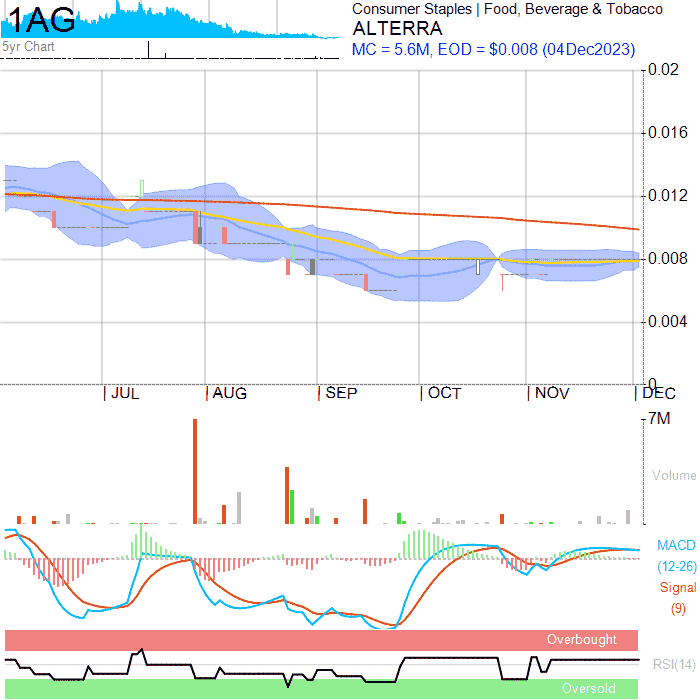 1AG
5yr Chart
Consumer Staples | Food, Beverage & Tobacco
ALTERRA
MC = 5.6M, EOD = $0.008 (04Dec2023)
0.02
0.016
0.012
0.008
0.004
0
JUL AUG SEP OCT NOV DEC
7M
Volume
MACD
(12-26)
Signal
(9)
Overbought
RSI(14)
Oversold